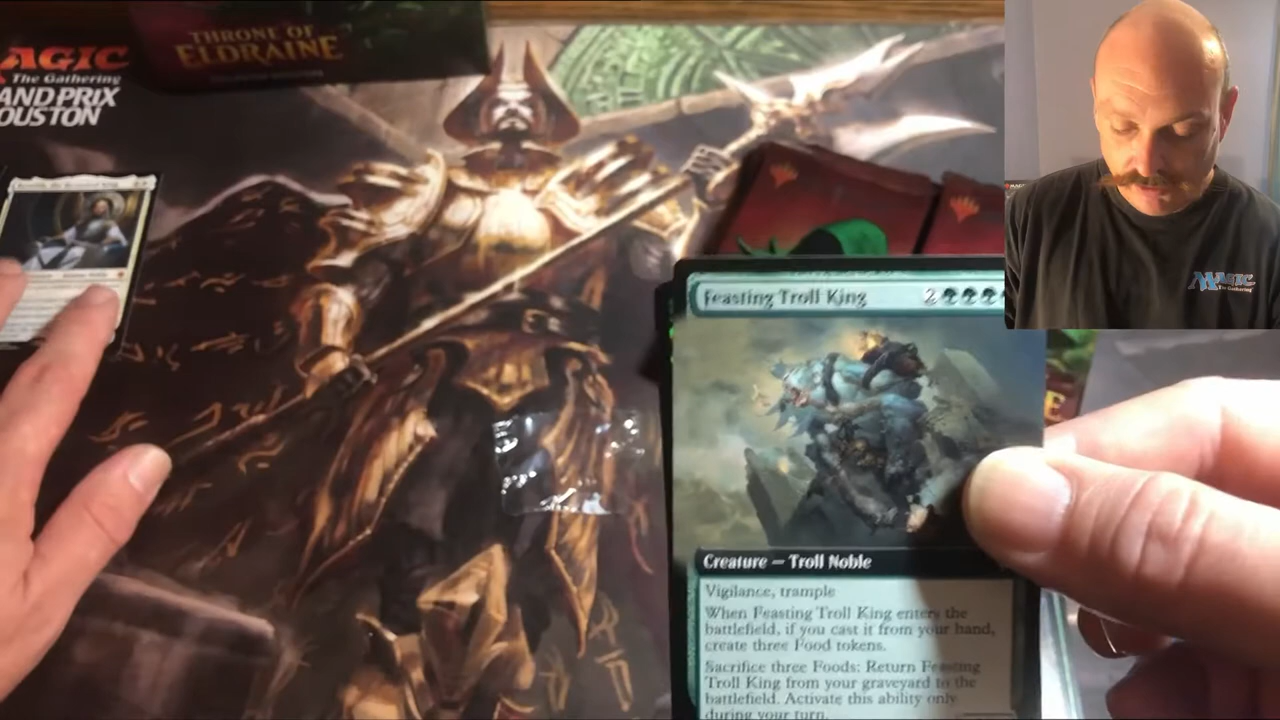 THRONE OF
ELDRAINE
AGIC
The Gathering
AND PRIX
OUSTON
Feasting Troll King 2
Creature — Troll Noble
Vigilance, trample
When Feasting Troll King enters the
battlefield, if you cast it from your hand,
create three Food tokens.
Sacrifice three Foods: Return Feasting
Troll King from your graveyard to the
battlefield. Activate this ability only
during your turn.
MAGIC
The Gathering